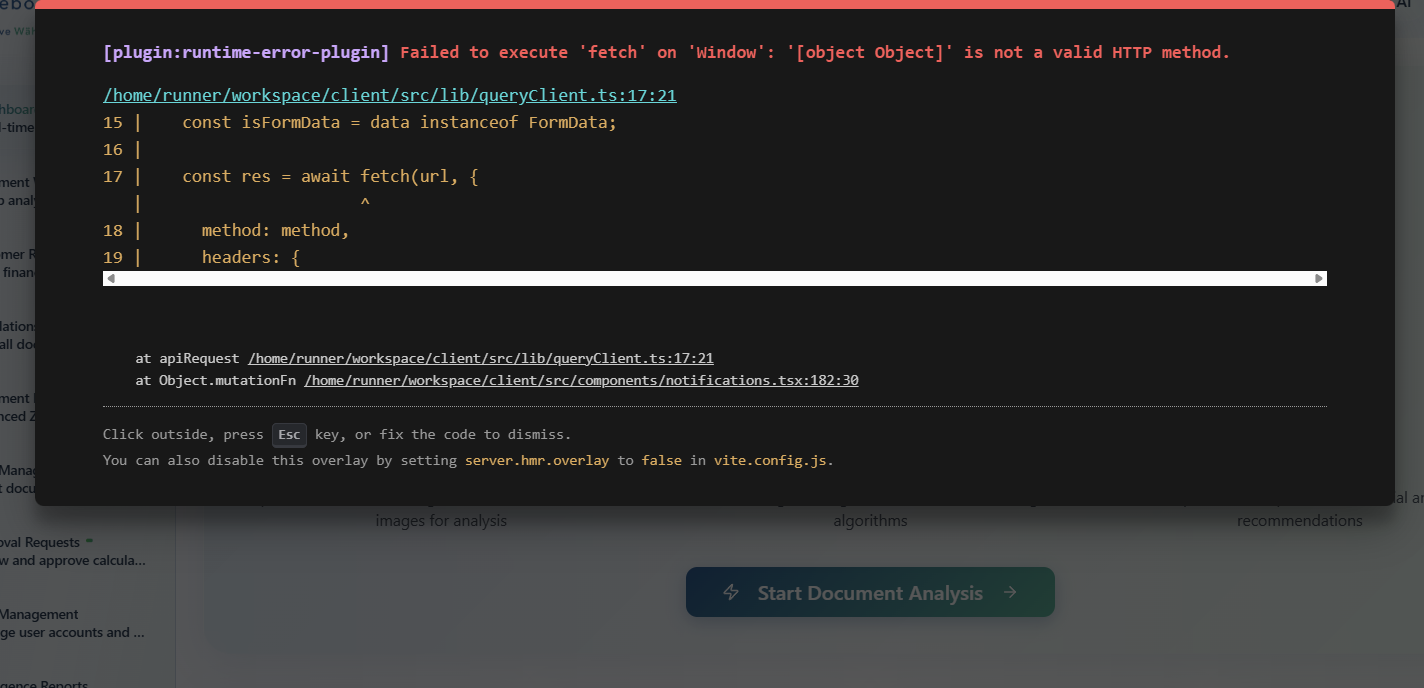 [plugin:runtime-error-plugin] Failed to execute 'fetch' on 'Window': '[object Object]' is not a valid HTTP method.
/home/runner/workspace/client/src/lib/queryClient.ts:17:21
15 | const isFormData = data instanceof FormData;
16 |
17 | const res = await fetch(url, {
| ^
18 | method: method,
19 | headers: {
at apiRequest /home/runner/workspace/client/src/lib/queryClient.ts:17:21
at Object.mutationFn /home/runner/workspace/client/src/components/notifications.tsx:182:30
Click outside, press Esc key, or fix the code to dismiss.
You can also disable this overlay by setting server.hmr.overlay to false in vite.config.js.
images for analysis
algorithms
recommendations
oval Requests
w and approve calcula...
Start Document Analysis
Management
ge user accounts and ...
gence Reports